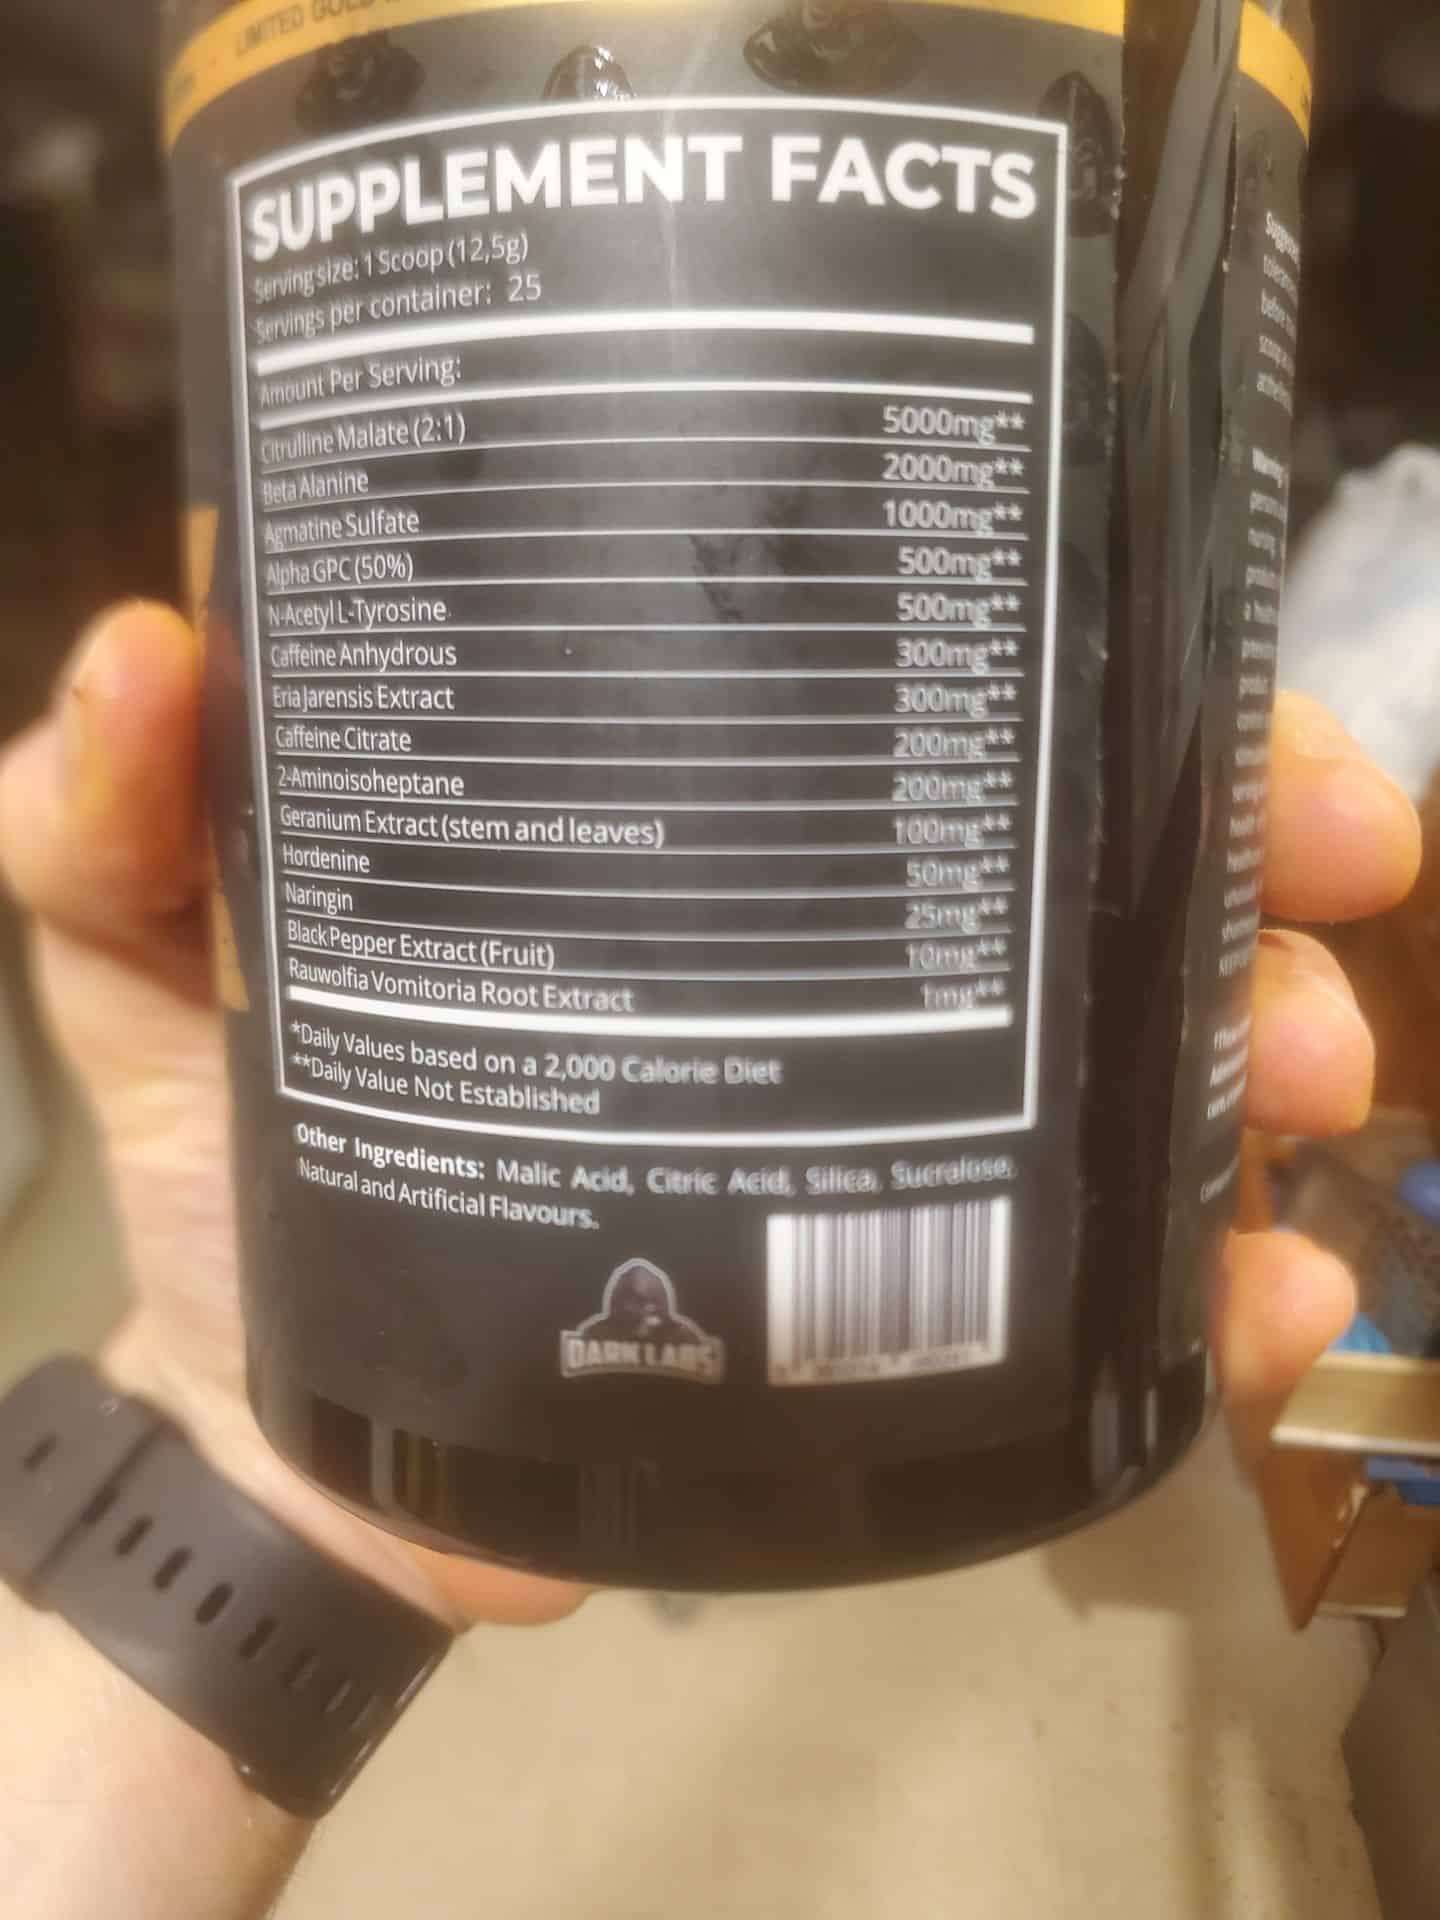 LIMITED GOLD
SUPPLEMENT FACTS
Serving size: 1 Scoop (12,5g)
Servings per container: 25
Amount Per Serving:
Citrulline Malate (2:1) 5000mg**
Beta Alanine 2000mg**
Agmatine Sulfate 1000mg**
Alpha GPC (50%) 500mg**
N-Acetyl L-Tyrosine 500mg**
Caffeine Anhydrous 300mg**
Eria Jarensis Extract 300mg**
Caffeine Citrate 200mg**
2-Aminoisoheptane 200mg**
Geranium Extract (stem and leaves) 100mg**
Hordenine 50mg**
Naringin 25mg**
Black Pepper Extract (Fruit) 10mg**
Rauwolfia Vomitoria Root Extract 1mg**
*Daily Values based on a 2,000 Calorie Diet
**Daily Value Not Established
Other Ingredients: Malic Acid, Citric Acid, Silica, Sucralose,
Natural and Artificial Flavours.
DARK LABS